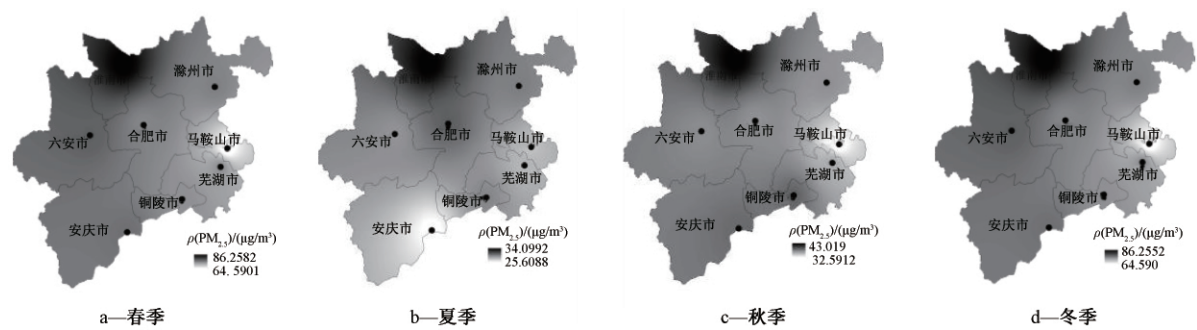 滁州市
六安市
合肥市
马鞍山市
芜湖市
铜陵市
安庆市
ρ(PM2.5)/(μg/m³)
86.2582
64.5901
a—春季
滁州市
六安市
合肥市
马鞍山市
芜湖市
铜陵市
安庆市
ρ(PM2.5)/(μg/m³)
34.0992
25.6088
b—夏季
滁州市
六安市
合肥市
马鞍山市
芜湖市
铜陵市
安庆市
ρ(PM2.5)/(μg/m³)
43.019
32.5912
c—秋季
滁州市
六安市
合肥市
马鞍山市
芜湖市
铜陵市
安庆市
ρ(PM2.5)/(μg/m³)
86.2552
64.590
d—冬季